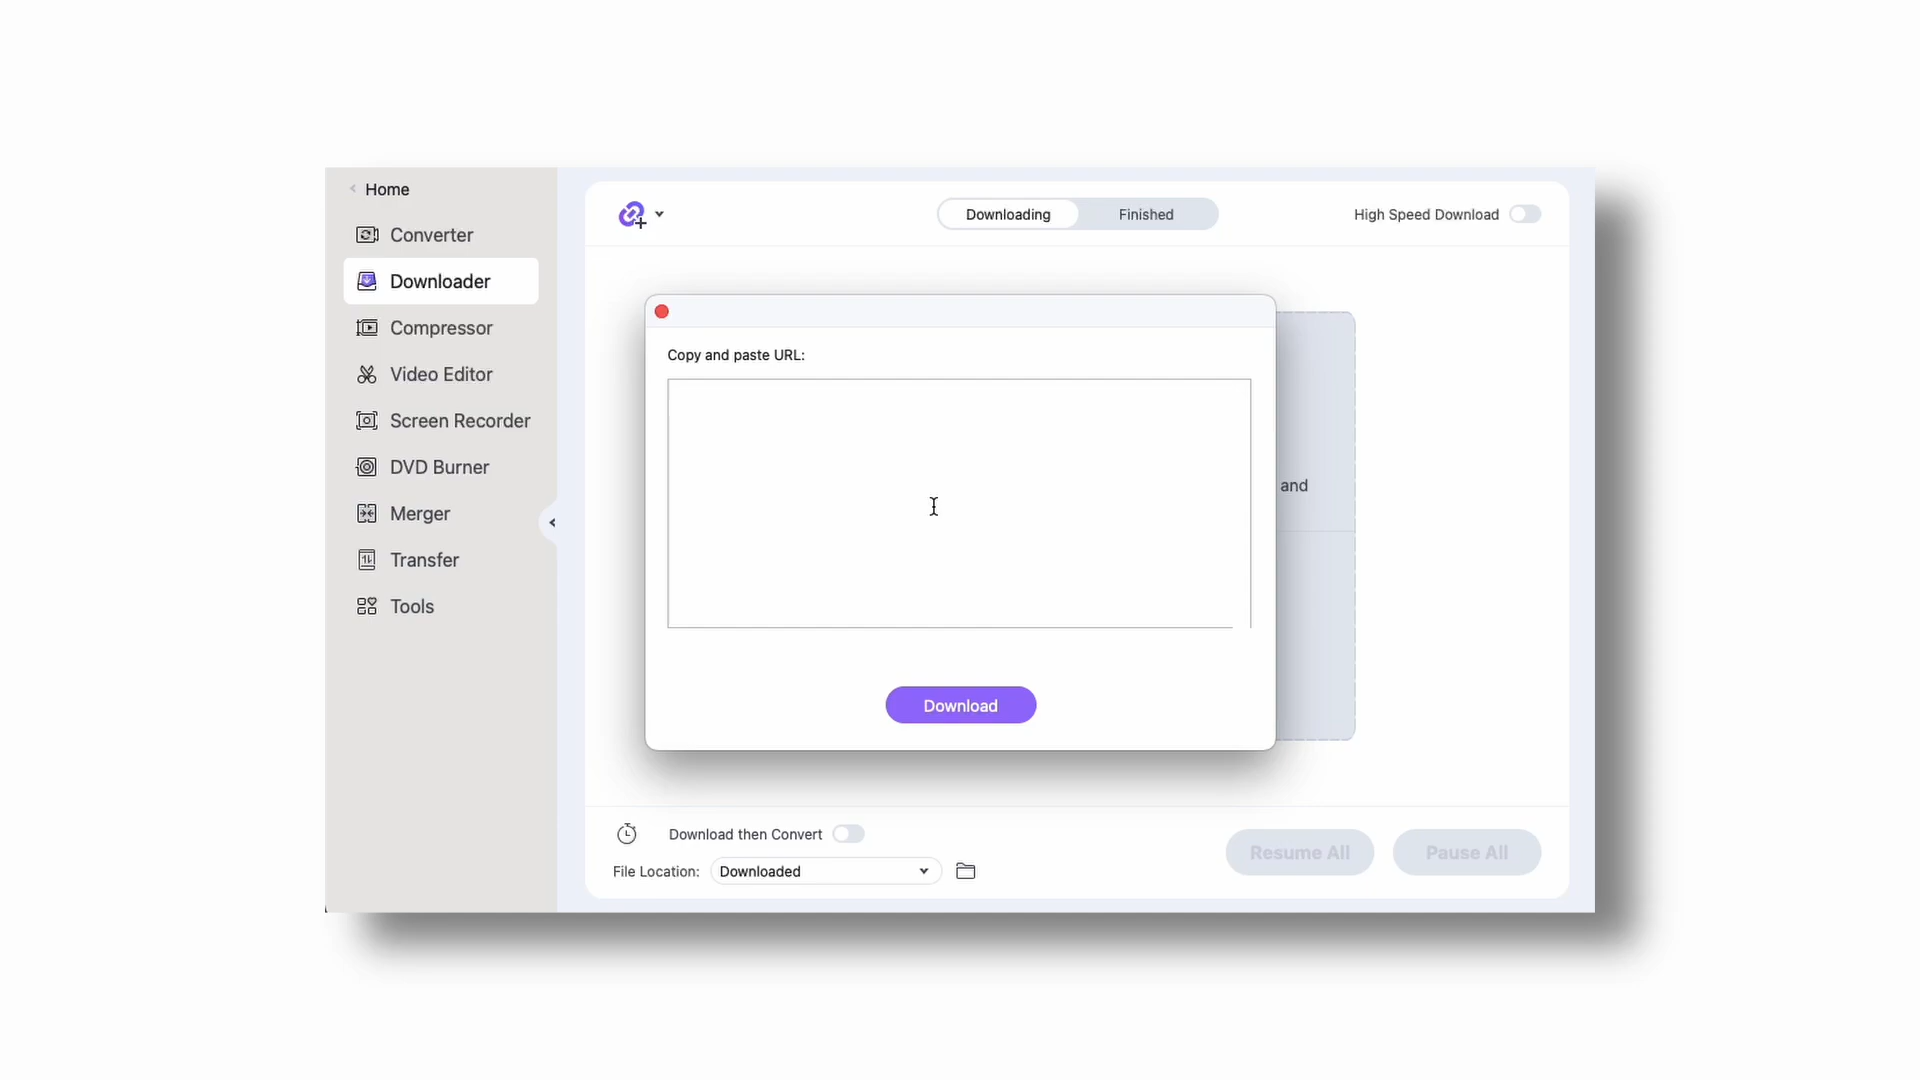 Home
Converter
Downloader
Compressor
Video Editor
Screen Recorder
DVD Burner
Merger
Transfer
Tools
Downloading
Finished
High Speed Download
Copy and paste URL:
and
Download
Download then Convert
File Location:
Downloaded
Resume All
Pause All